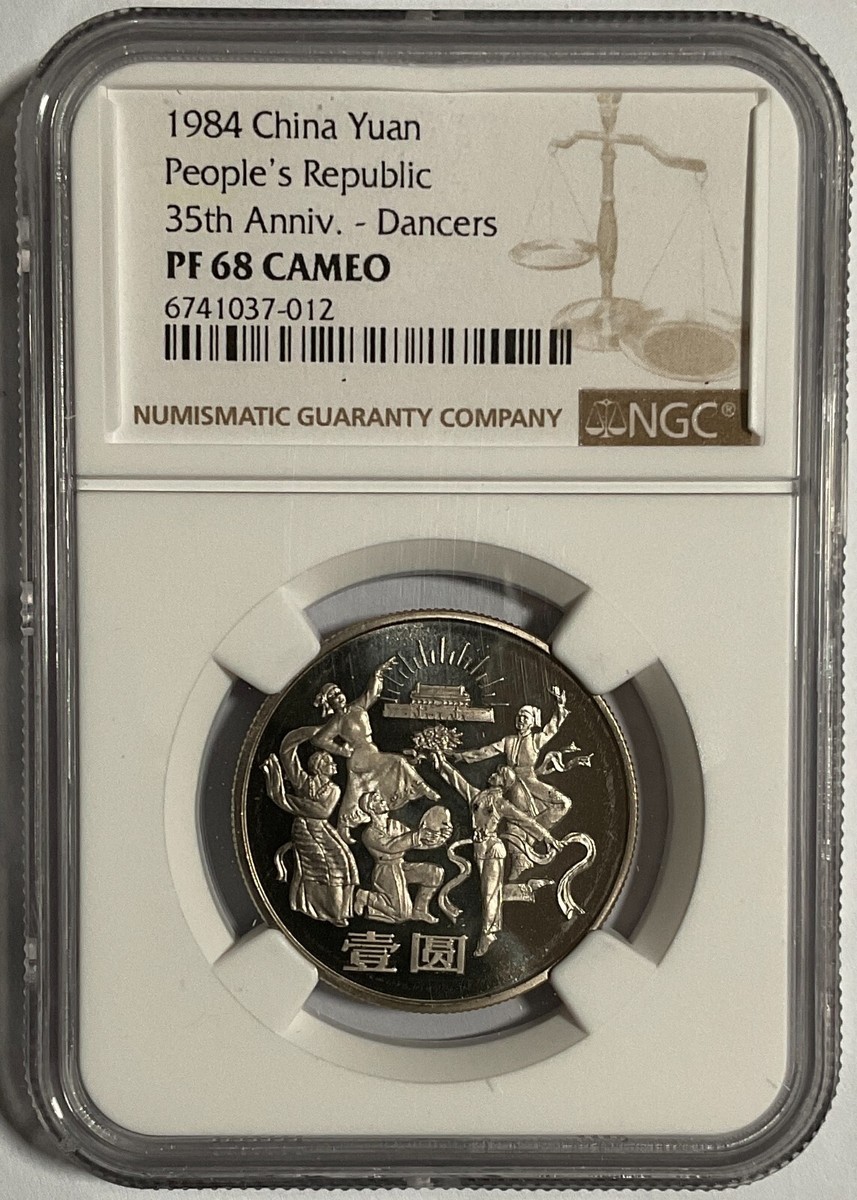 1984 China Yuan
People's Republic
35th Anniv. - Dancers
PF 68 CAMEO
6741037-012
NUMISMATIC GUARANTY COMPANY NGC®
壹圆